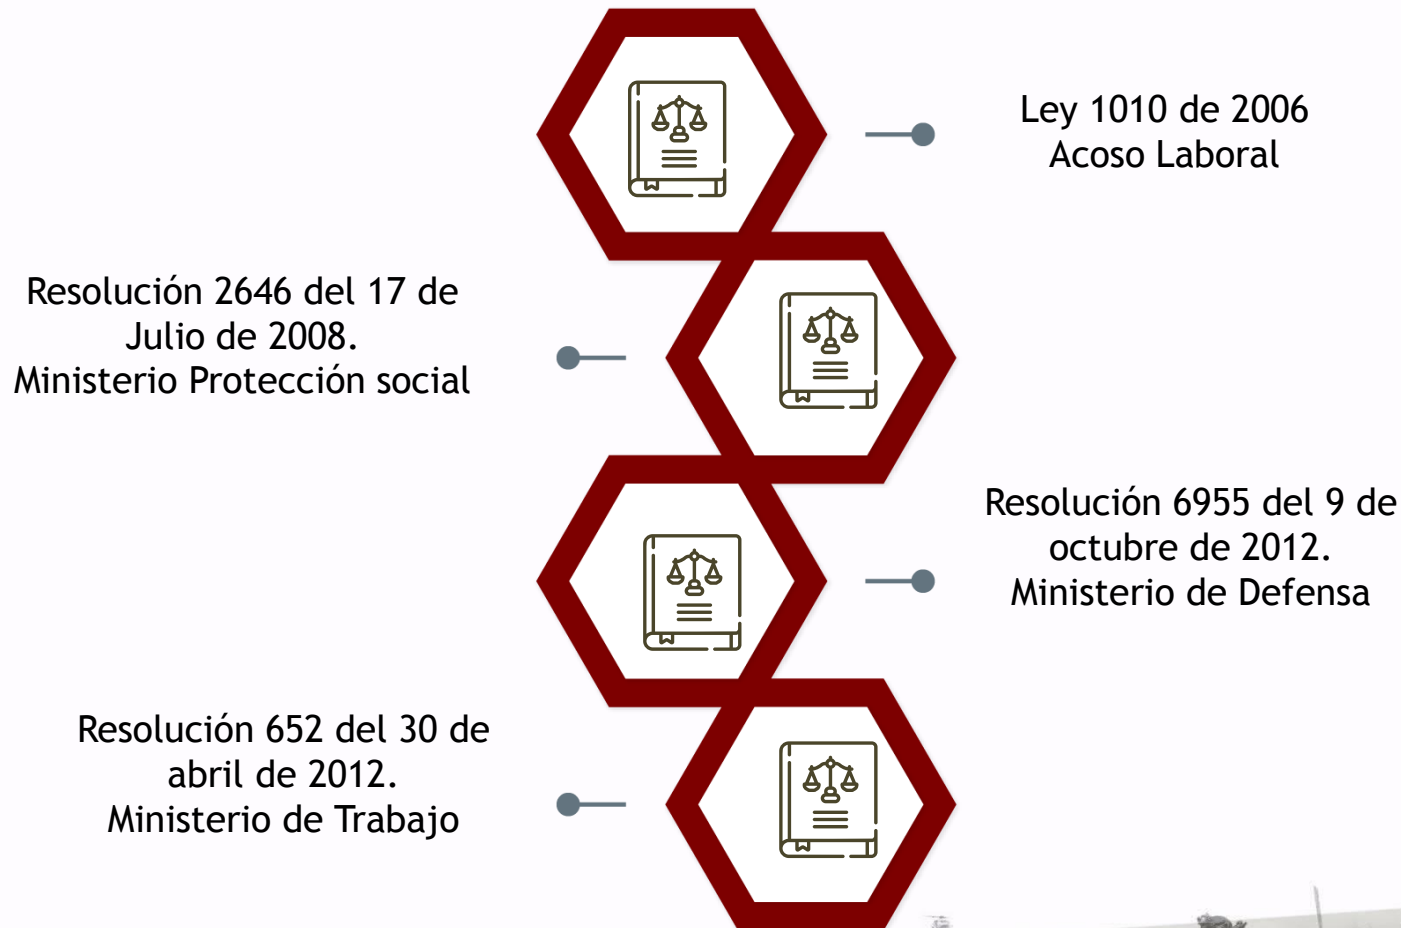 Ley 1010 de 2006
Acoso Laboral
Resolución 2646 del 17 de
Julio de 2008.
Ministerio Protección social
Resolución 6955 del 9 de
octubre de 2012.
Ministerio de Defensa
Resolución 652 del 30 de
abril de 2012.
Ministerio de Trabajo